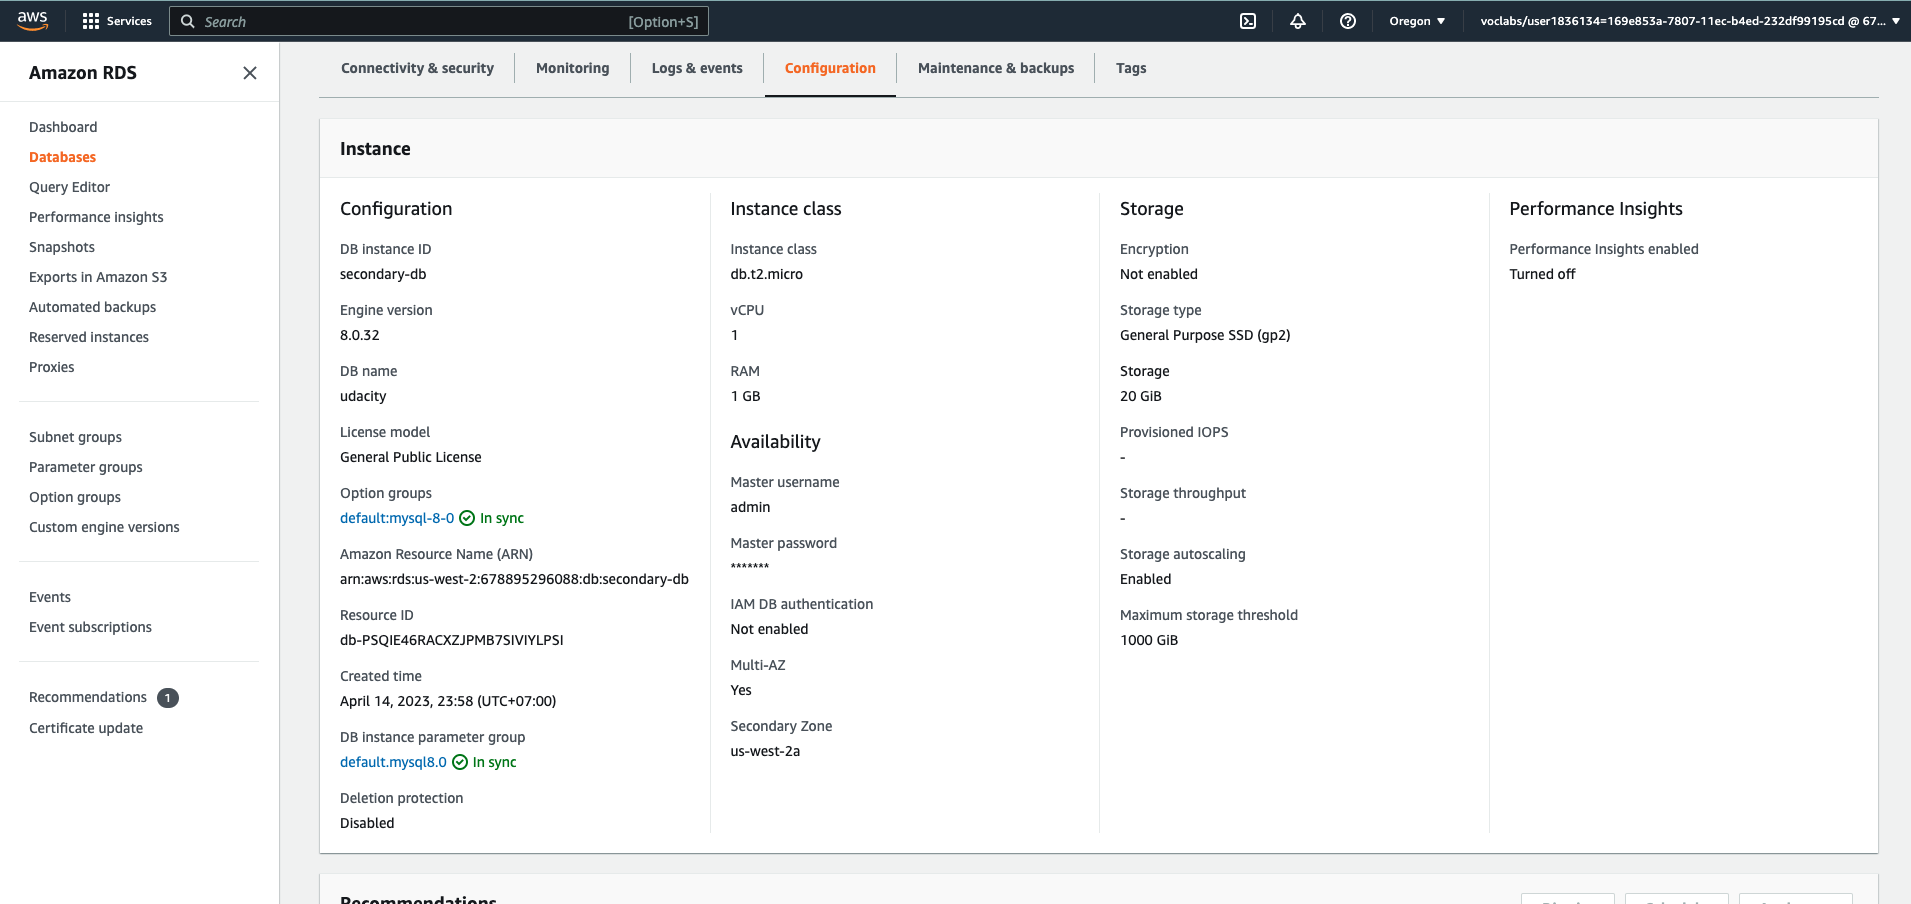 aws Services Search [Option+S] Oregon voclabs/user1836134=169e853a-7807-11ec-b4ed-232df99195cd @ 67...
Amazon RDS
Dashboard
Databases
Query Editor
Performance insights
Snapshots
Exports in Amazon S3
Automated backups
Reserved instances
Proxies
Subnet groups
Parameter groups
Option groups
Custom engine versions
Events
Event subscriptions
Recommendations 1
Certificate update
Connectivity & security Monitoring Logs & events Configuration Maintenance & backups Tags
Instance
Configuration
DB instance ID
secondary-db
Engine version
8.0.32
DB name
udacity
License model
General Public License
Option groups
default:mysql-8-0 In sync
Amazon Resource Name (ARN)
arn:aws:rds:us-west-2:678895296088:db:secondary-db
Resource ID
db-PSQIE46RACXZJPMB7SIVIYLPSI
Created time
April 14, 2023, 23:58 (UTC+07:00)
DB instance parameter group
default.mysql8.0 In sync
Deletion protection
Disabled
Instance class
Instance class
db.t2.micro
vCPU
1
RAM
1 GB
Availability
Master username
admin
Master password
*******
IAM DB authentication
Not enabled
Multi-AZ
Yes
Secondary Zone
us-west-2a
Storage
Encryption
Not enabled
Storage type
General Purpose SSD (gp2)
Storage
20 GiB
Provisioned IOPS
-
Storage throughput
-
Storage autoscaling
Enabled
Maximum storage threshold
1000 GiB
Performance Insights
Performance Insights enabled
Turned off
Recommendations